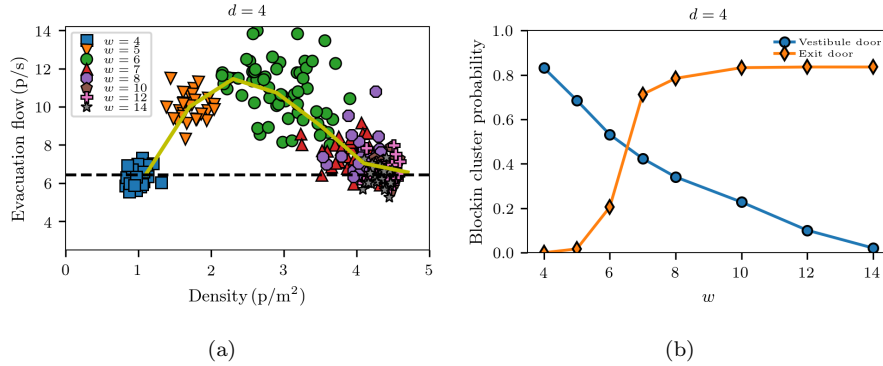 d = 4
14
12
10
8
6
4
Evacuation flow (p/s)
w = 4
w = 5
w = 6
w = 7
w = 8
w = 10
w = 12
w = 14
0
1
2
3
4
5
Density (p/m²)
(a)
d = 4
1.0
0.8
0.6
0.4
0.2
0.0
Blockin cluster probability
Vestibule door
Exit door
4
6
8
10
12
14
w
(b)